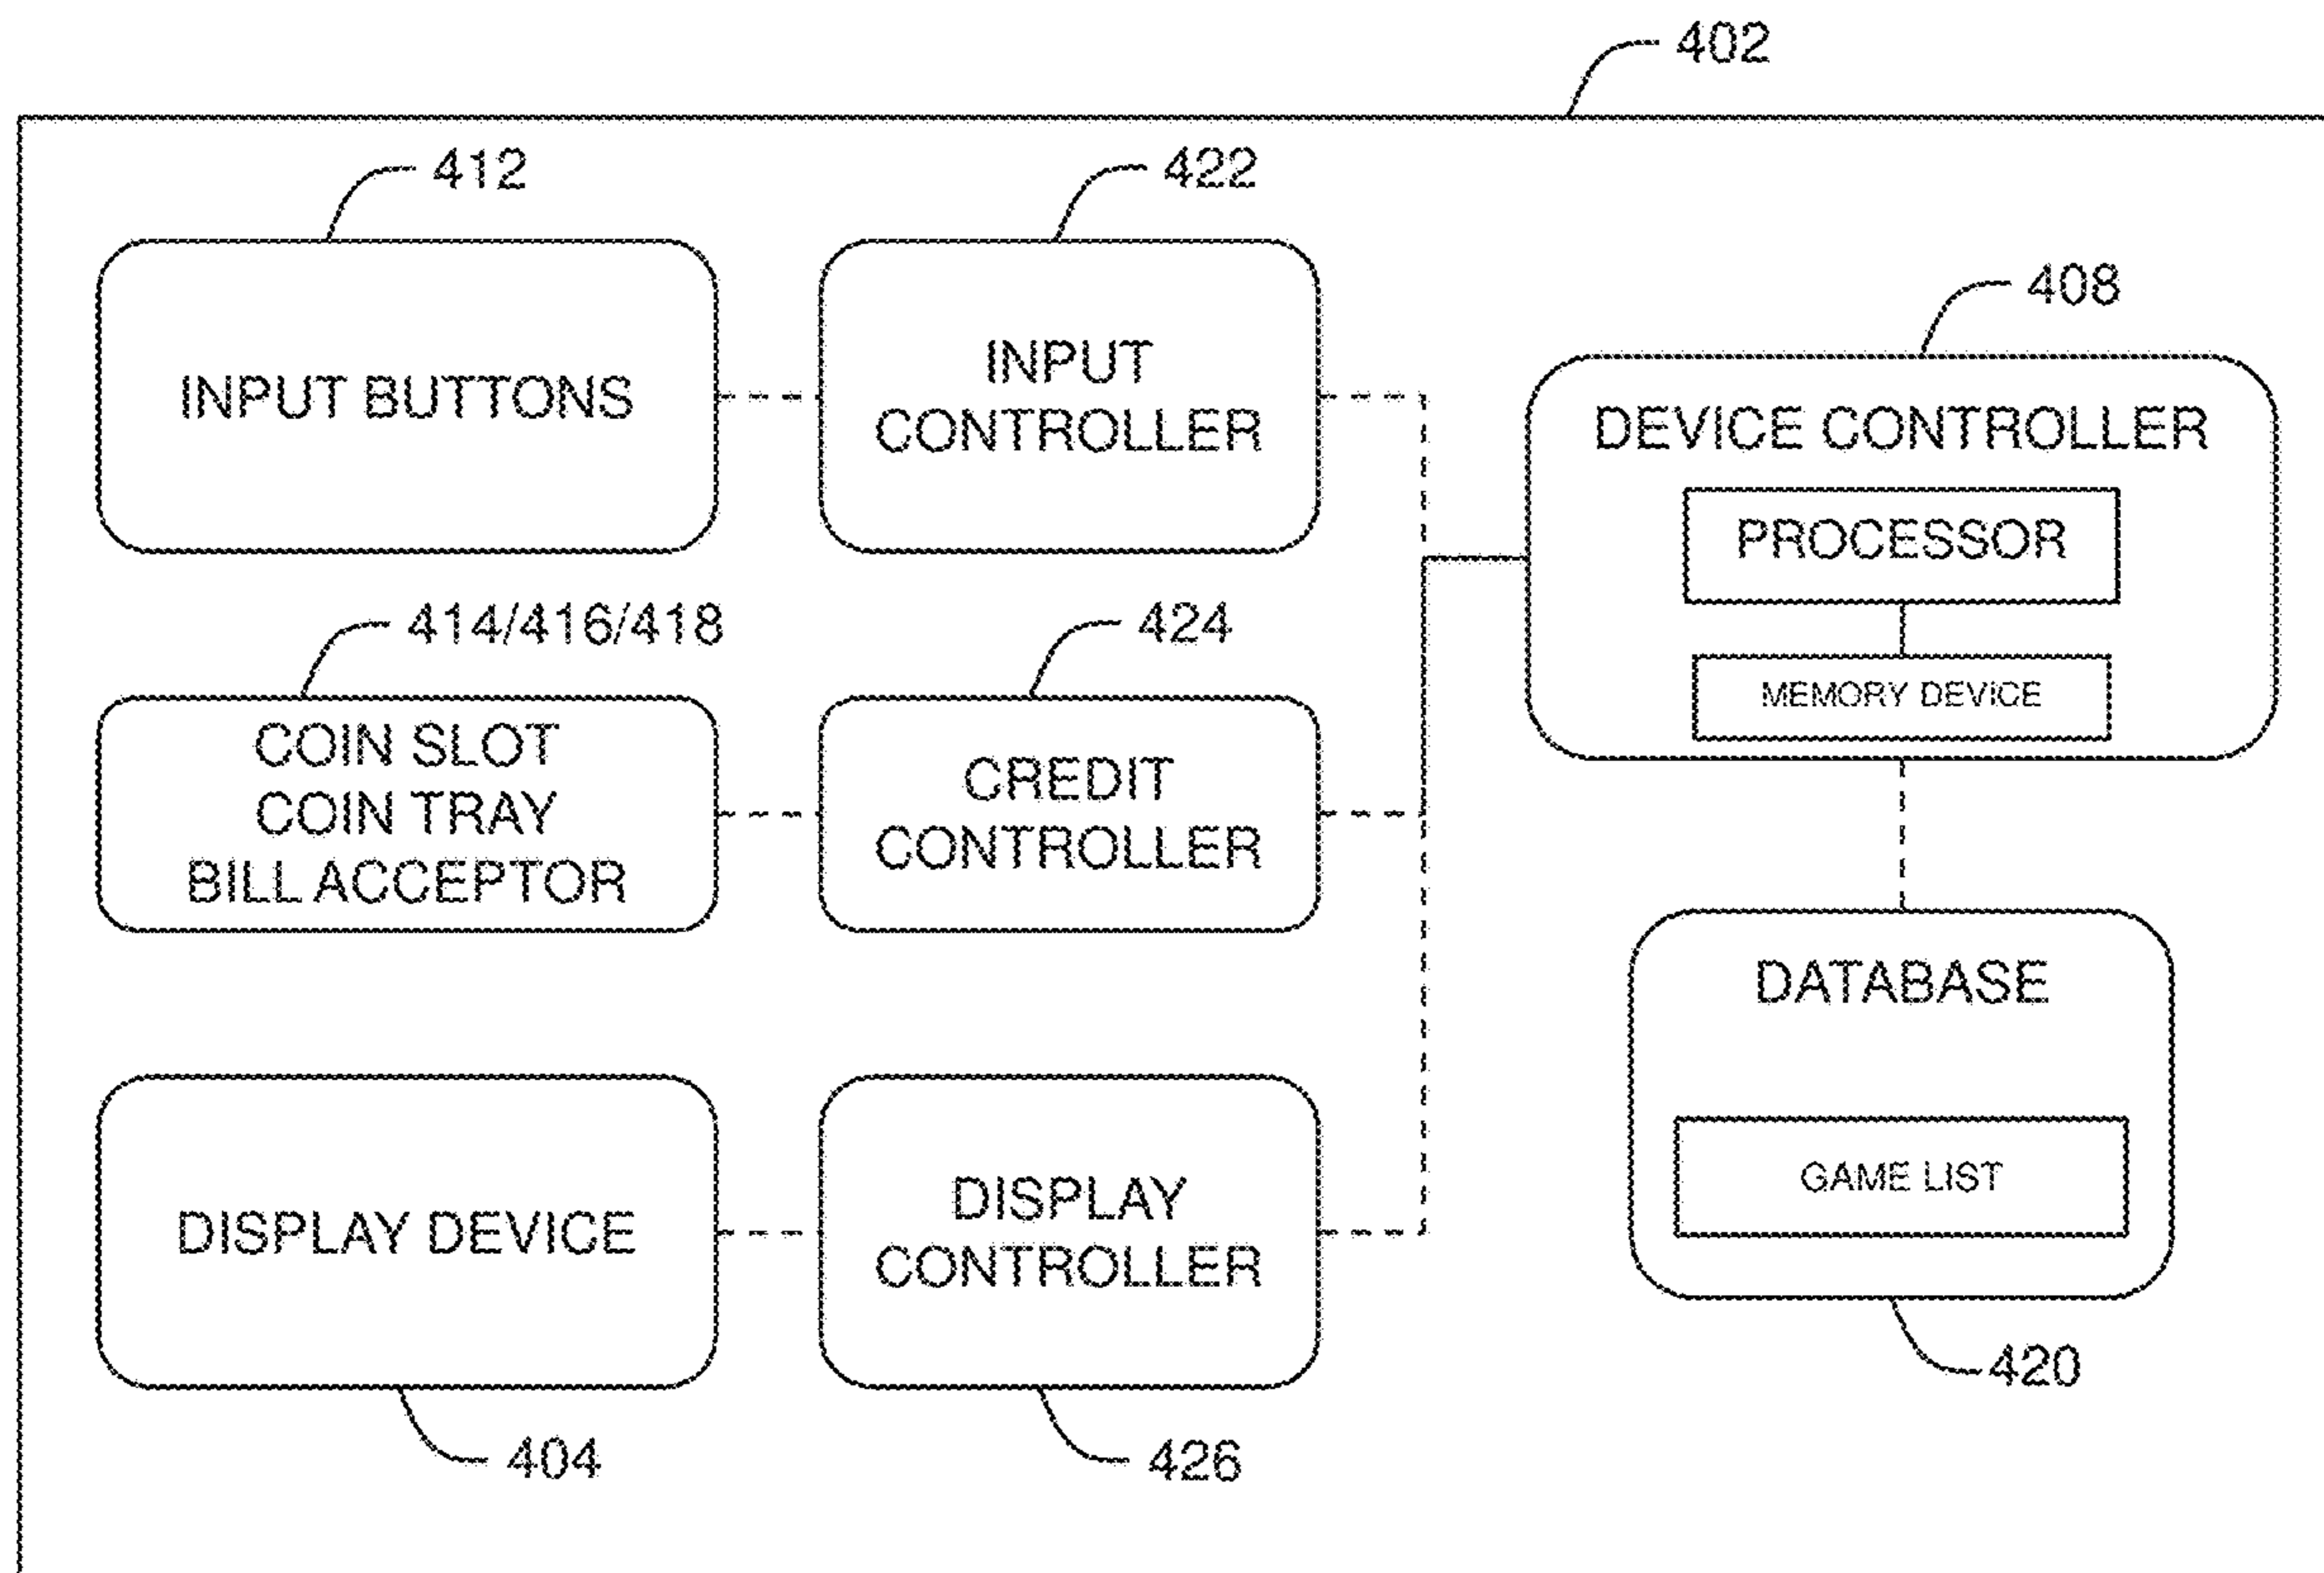 402
412
422
408
INPUT BUTTONS
INPUT
CONTROLLER
DEVICE CONTROLLER
PROCESSOR
MEMORY DEVICE
414/416/418
424
COIN SLOT
COIN TRAY
BILL ACCEPTOR
CREDIT
CONTROLLER
DATABASE
GAME LIST
420
DISPLAY DEVICE
DISPLAY
CONTROLLER
404
426